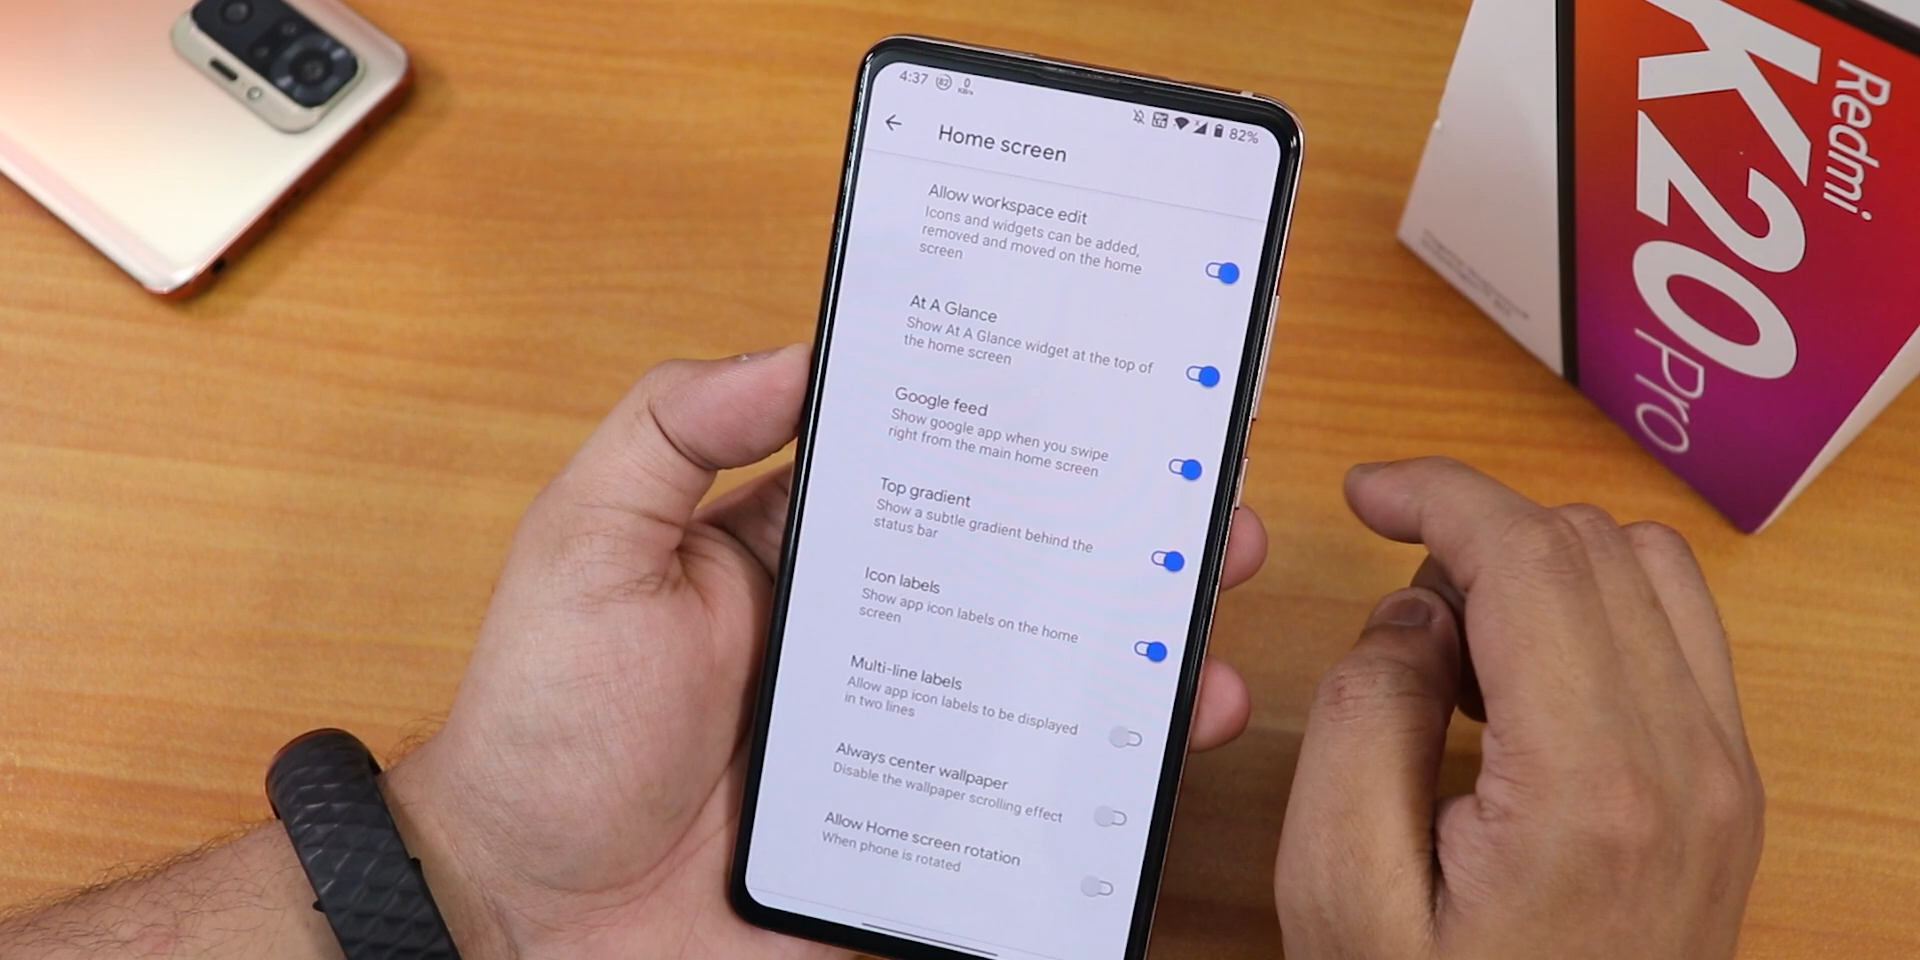 4:37 82 0 KB/s 82%
Home screen
Allow workspace edit
Icons and widgets can be added,
removed and moved on the home
screen
At A Glance
Show At A Glance widget at the top of
the home screen
Google feed
Show google app when you swipe
right from the main home screen
Top gradient
Show a subtle gradient behind the
status bar
Icon labels
Show app icon labels on the home
screen
Multi-line labels
Allow app icon labels to be displayed
in two lines
Always center wallpaper
Disable the wallpaper scrolling effect
Allow Home screen rotation
When phone is rotated
Redmi
K20 Pro